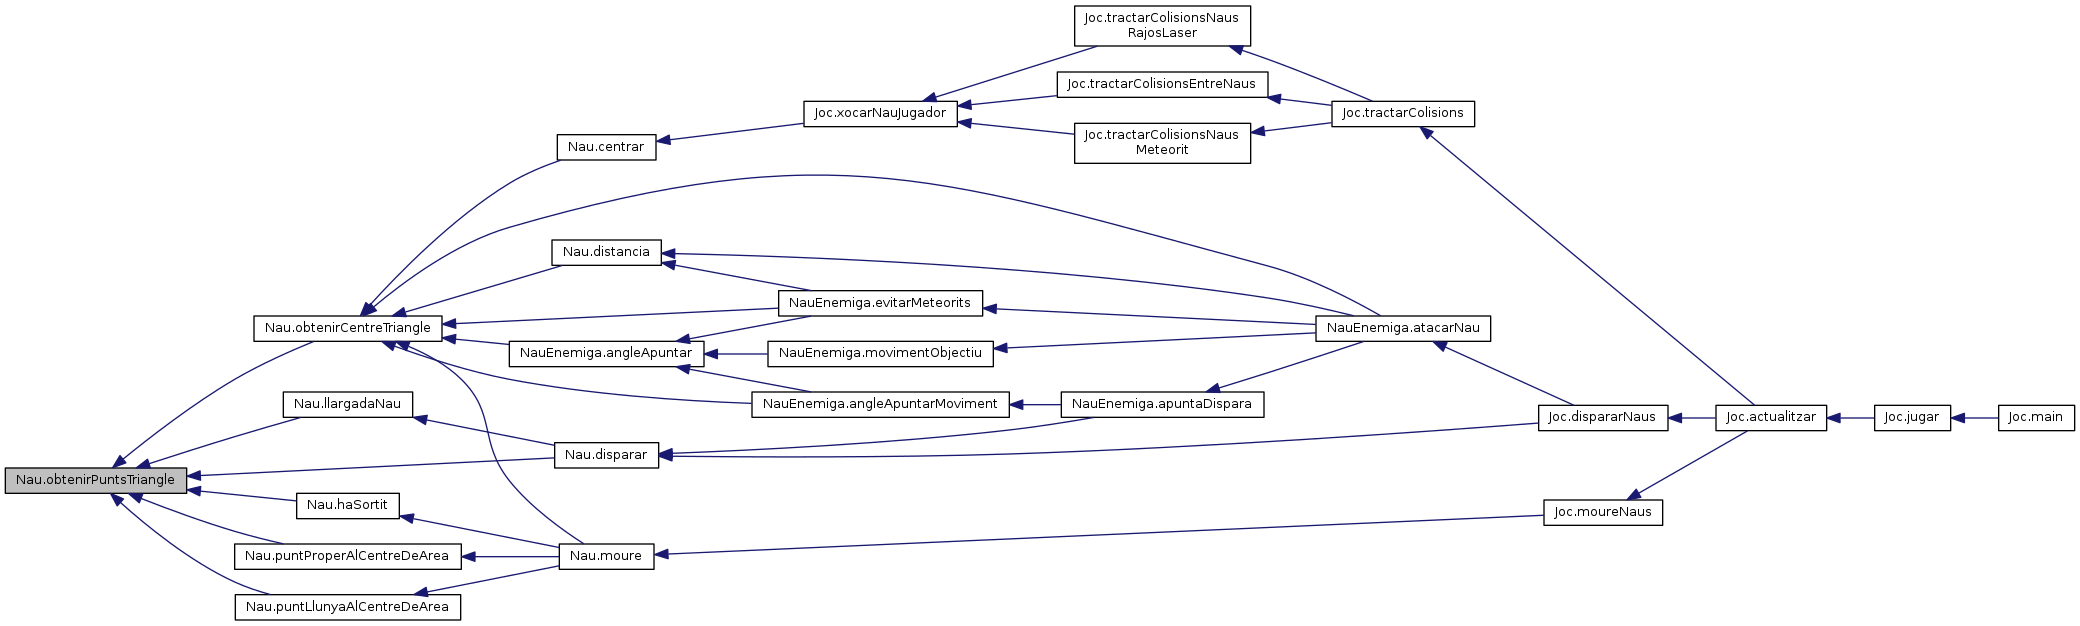 Joc.tractarColisionsNaus
RajosLaser
Joc.tractarColisionsEntreNaus
Joc.xocarNauJugador
Joc.tractarColisions
Joc.tractarColisionsNaus
Meteorit
Nau.centrar
Nau.distancia
NauEnemiga.evitarMeteorits
Nau.obtenirCentreTriangle
NauEnemiga.atacarNau
NauEnemiga.angleApuntar
NauEnemiga.movimentObjectiu
Nau.llargadaNau
NauEnemiga.angleApuntarMoviment
NauEnemiga.apuntaDispara
Joc.dispararNaus
Joc.actualitzar
Joc.jugar
Joc.main
Nau.disparar
Nau.obtenirPuntsTriangle
Nau.haSortit
Joc.moureNaus
Nau.puntProperAlCentreDeArea
Nau.moure
Nau.puntLlunyaAlCentreDeArea